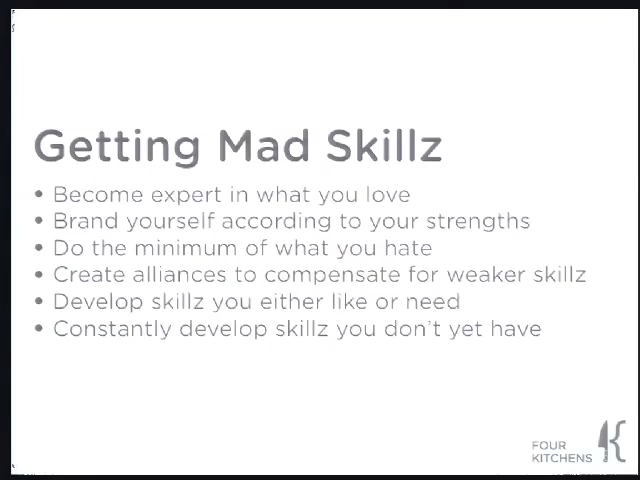 Getting Mad Skillz
• Become expert in what you love
• Brand yourself according to your strengths
• Do the minimum of what you hate
• Create alliances to compensate for weaker skillz
• Develop skillz you either like or need
• Constantly develop skillz you don't yet have
FOUR
KITCHENS